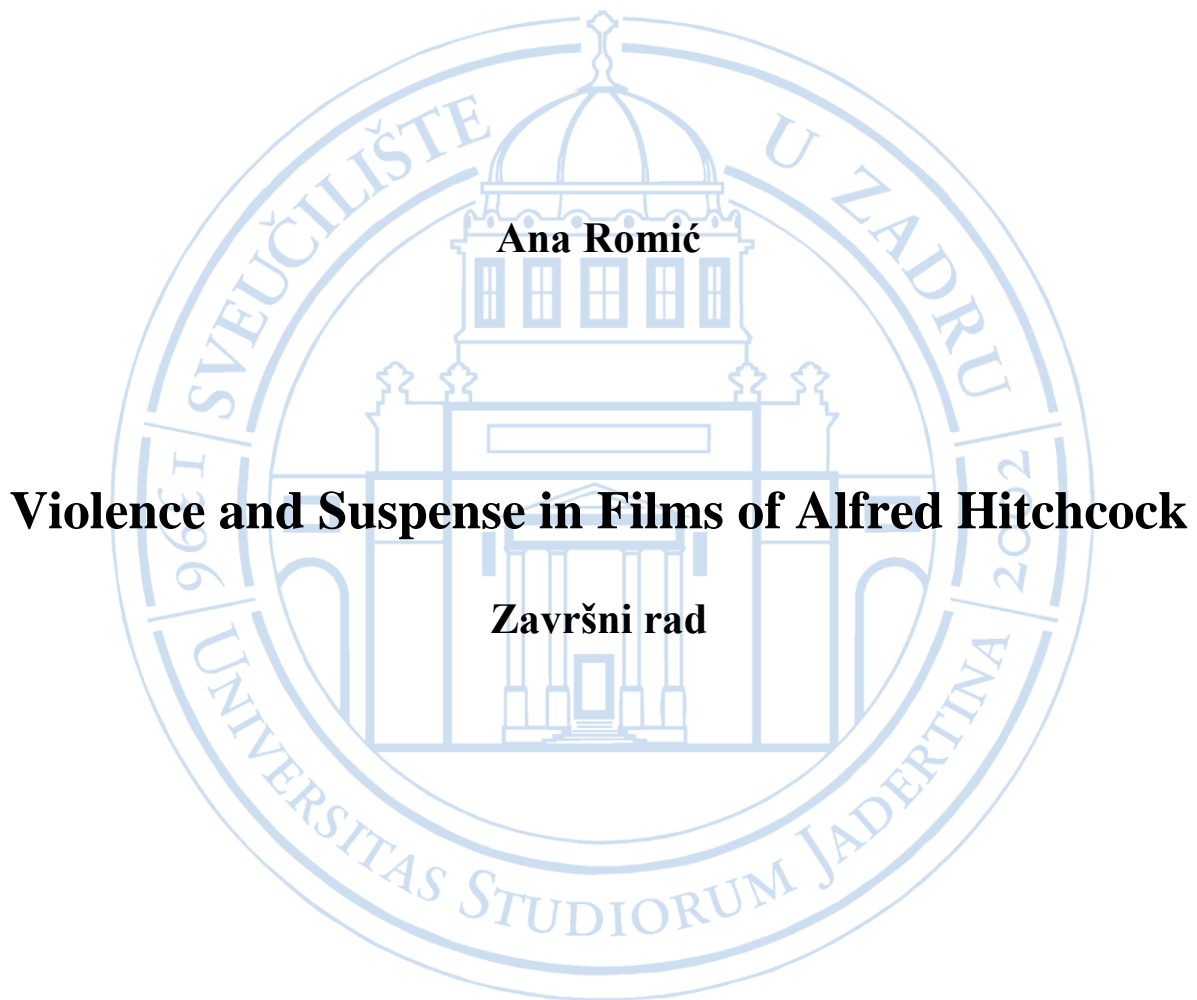 SVEUČILIŠTE U ZADRU
Ana Romić
Violence and Suspense in Films of Alfred Hitchcock
Završni rad
1396
2002
UNIVERSITAS STUDIORUM JADERTINA